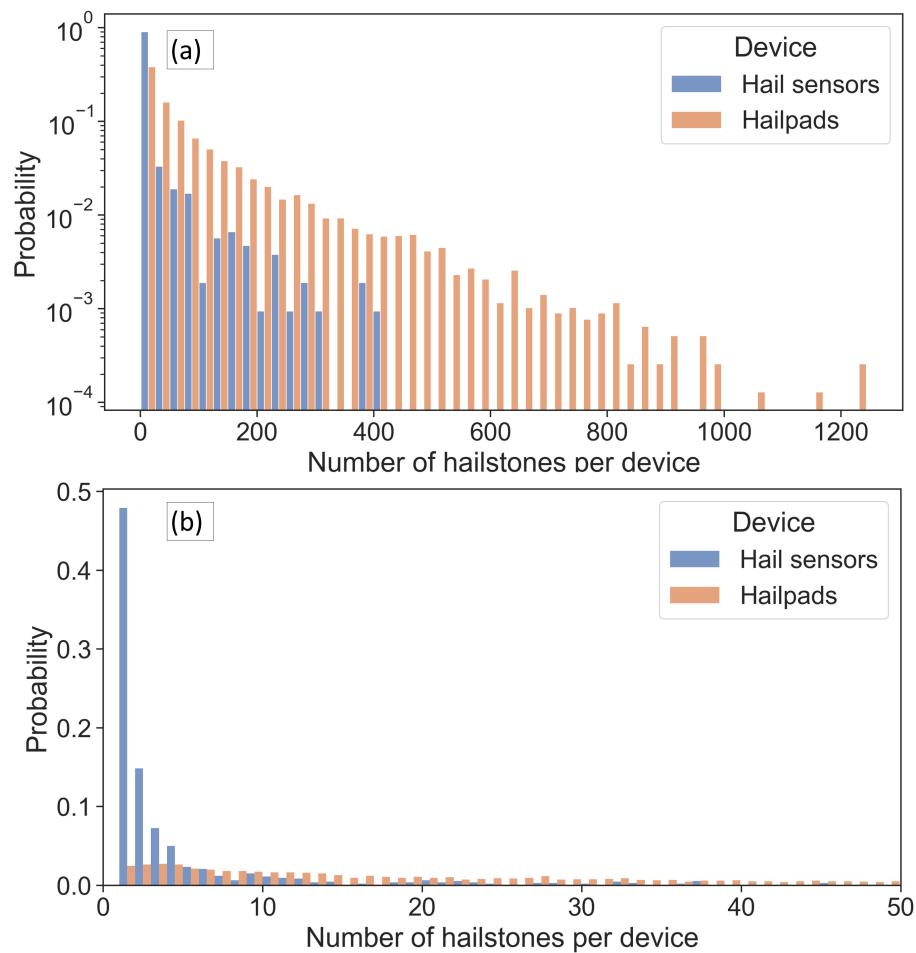 (a)
Device
Hail sensors
Hailpads
Probability
10⁰
10⁻¹
10⁻²
10⁻³
10⁻⁴
0 200 400 600 800 1000 1200
Number of hailstones per device
(b)
Device
Hail sensors
Hailpads
Probability
0.5
0.4
0.3
0.2
0.1
0.0
0 10 20 30 40 50
Number of hailstones per device